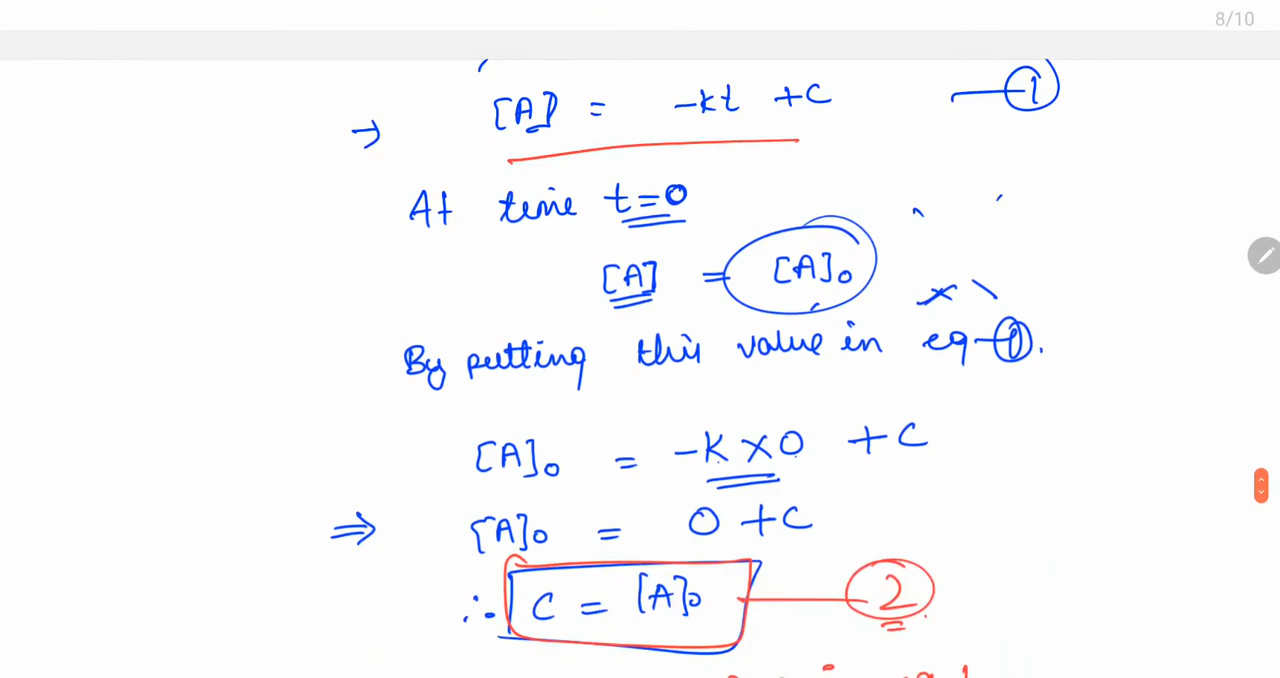 8/10
→ [A] = -kt + C — ①
At time t=0
[A] = [A]₀
By putting this value in eq-①.
[A]₀ = -K×0 + C
⇒ [A]₀ = 0 + C
∴ C = [A]₀ — 2